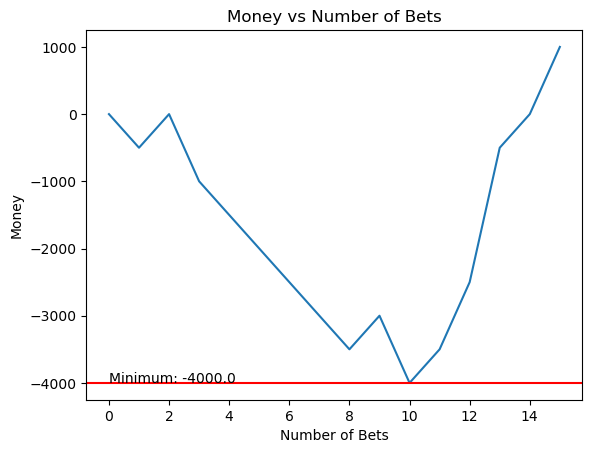 Money vs Number of Bets
1000
0
−1000
−2000
−3000
−4000
Money
Minimum: -4000.0
0 2 4 6 8 10 12 14
Number of Bets